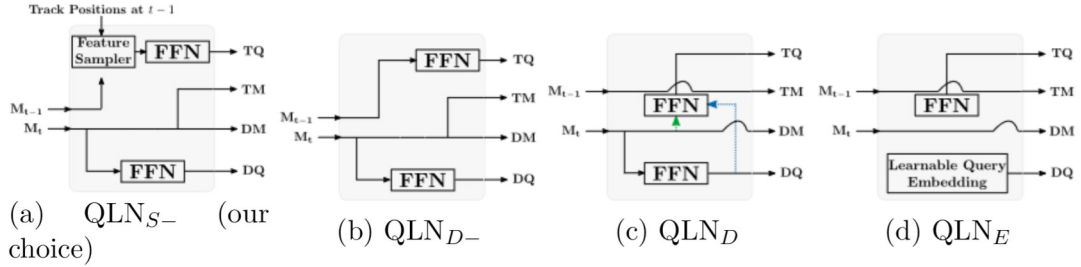 Track Positions at t − 1
Feature
Sampler
FFN
TQ
M_{t−1}
TM
M_t
DM
FFN
DQ
(a) QLN_{S−} (our
choice)
FFN
TQ
M_{t−1}
TM
M_t
DM
FFN
DQ
(b) QLN_{D−}
TQ
M_{t−1}
TM
FFN
M_t
DM
FFN
DQ
(c) QLN_D
TQ
M_{t−1}
TM
FFN
M_t
DM
Learnable Query
Embedding
DQ
(d) QLN_E